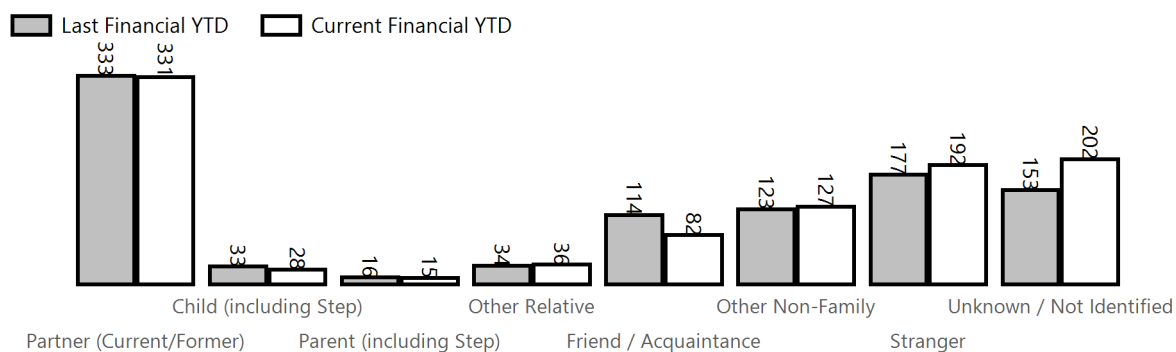 Last Financial YTD Current Financial YTD
333 331 33 28 16 15 34 36 114 82 123 127 177 192 153 202
Child (including Step) Other Relative Other Non-Family Unknown / Not Identified
Partner (Current/Former) Parent (including Step) Friend / Acquaintance Stranger